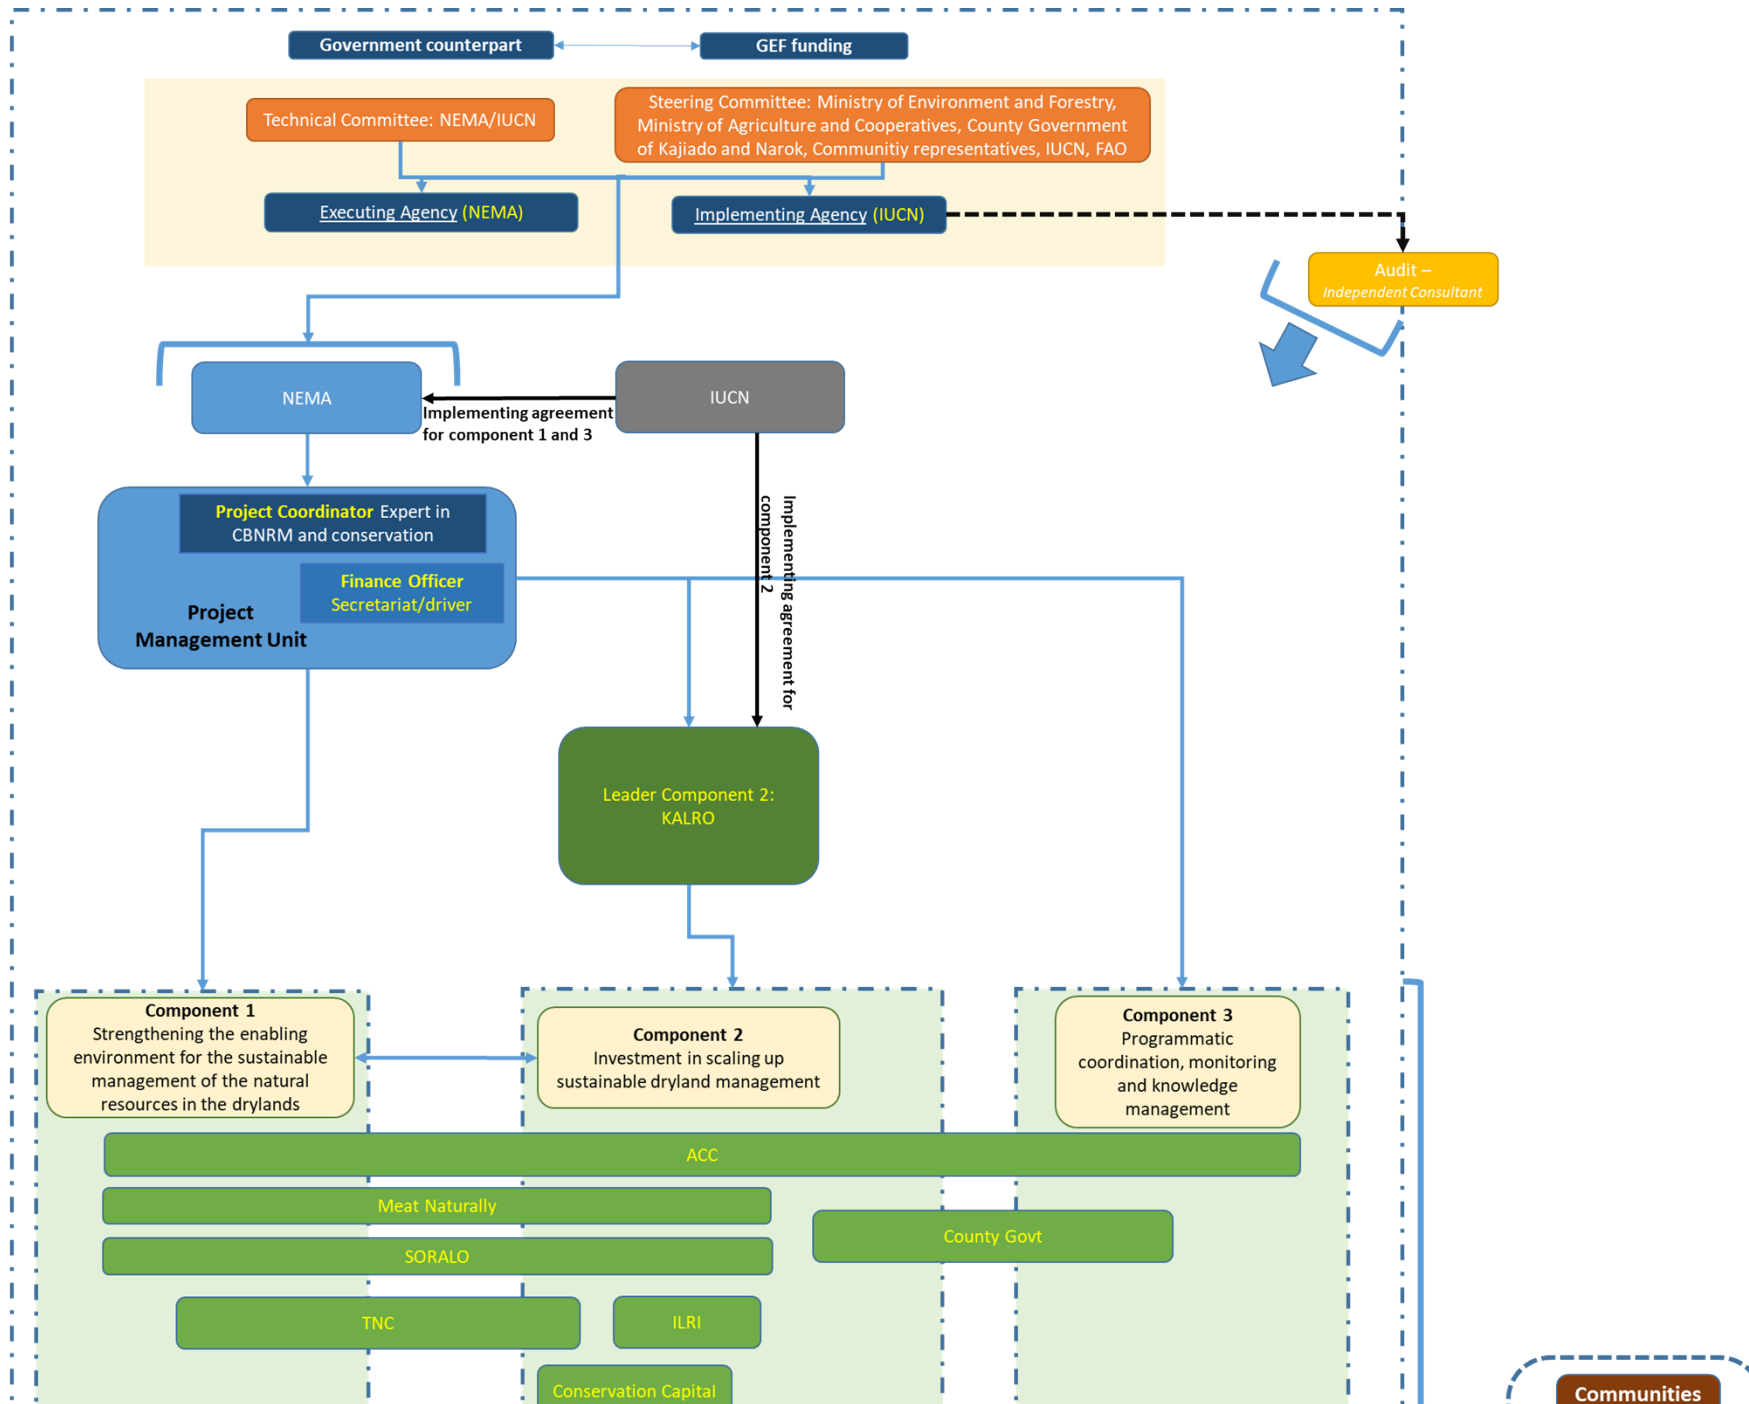 Government counterpart
GEF funding
Technical Committee: NEMA/IUCN
Steering Committee: Ministry of Environment and Forestry,
Ministry of Agriculture and Cooperatives, County Government
of Kajiado and Narok, Communitiy representatives, IUCN, FAO
Executing Agency (NEMA)
Implementing Agency (IUCN)
Audit –
Independent Consultant
NEMA
IUCN
Implementing agreement
for component 1 and 3
Project Coordinator Expert in
CBNRM and conservation
Finance Officer
Secretariat/driver
Project
Management Unit
Implementing agreement for
component 2
Leader Component 2:
KALRO
Component 1
Strengthening the enabling
environment for the sustainable
management of the natural
resources in the drylands
Component 2
Investment in scaling up
sustainable dryland management
Component 3
Programmatic
coordination, monitoring
and knowledge
management
ACC
Meat Naturally
County Govt
SORALO
TNC
ILRI
Conservation Capital
Communities